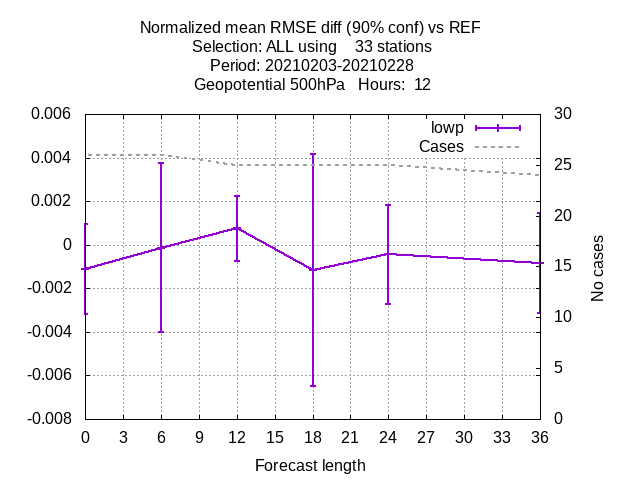 Normalized mean RMSE diff (90% conf) vs REF
Selection: ALL using    33 stations
Period: 20210203-20210228
Geopotential 500hPa   Hours:  12
0.006
0.004
0.002
0
-0.002
-0.004
-0.006
-0.008
lowp
Cases
30
25
20
15
10
5
0
No cases
0 3 6 9 12 15 18 21 24 27 30 33 36
Forecast length